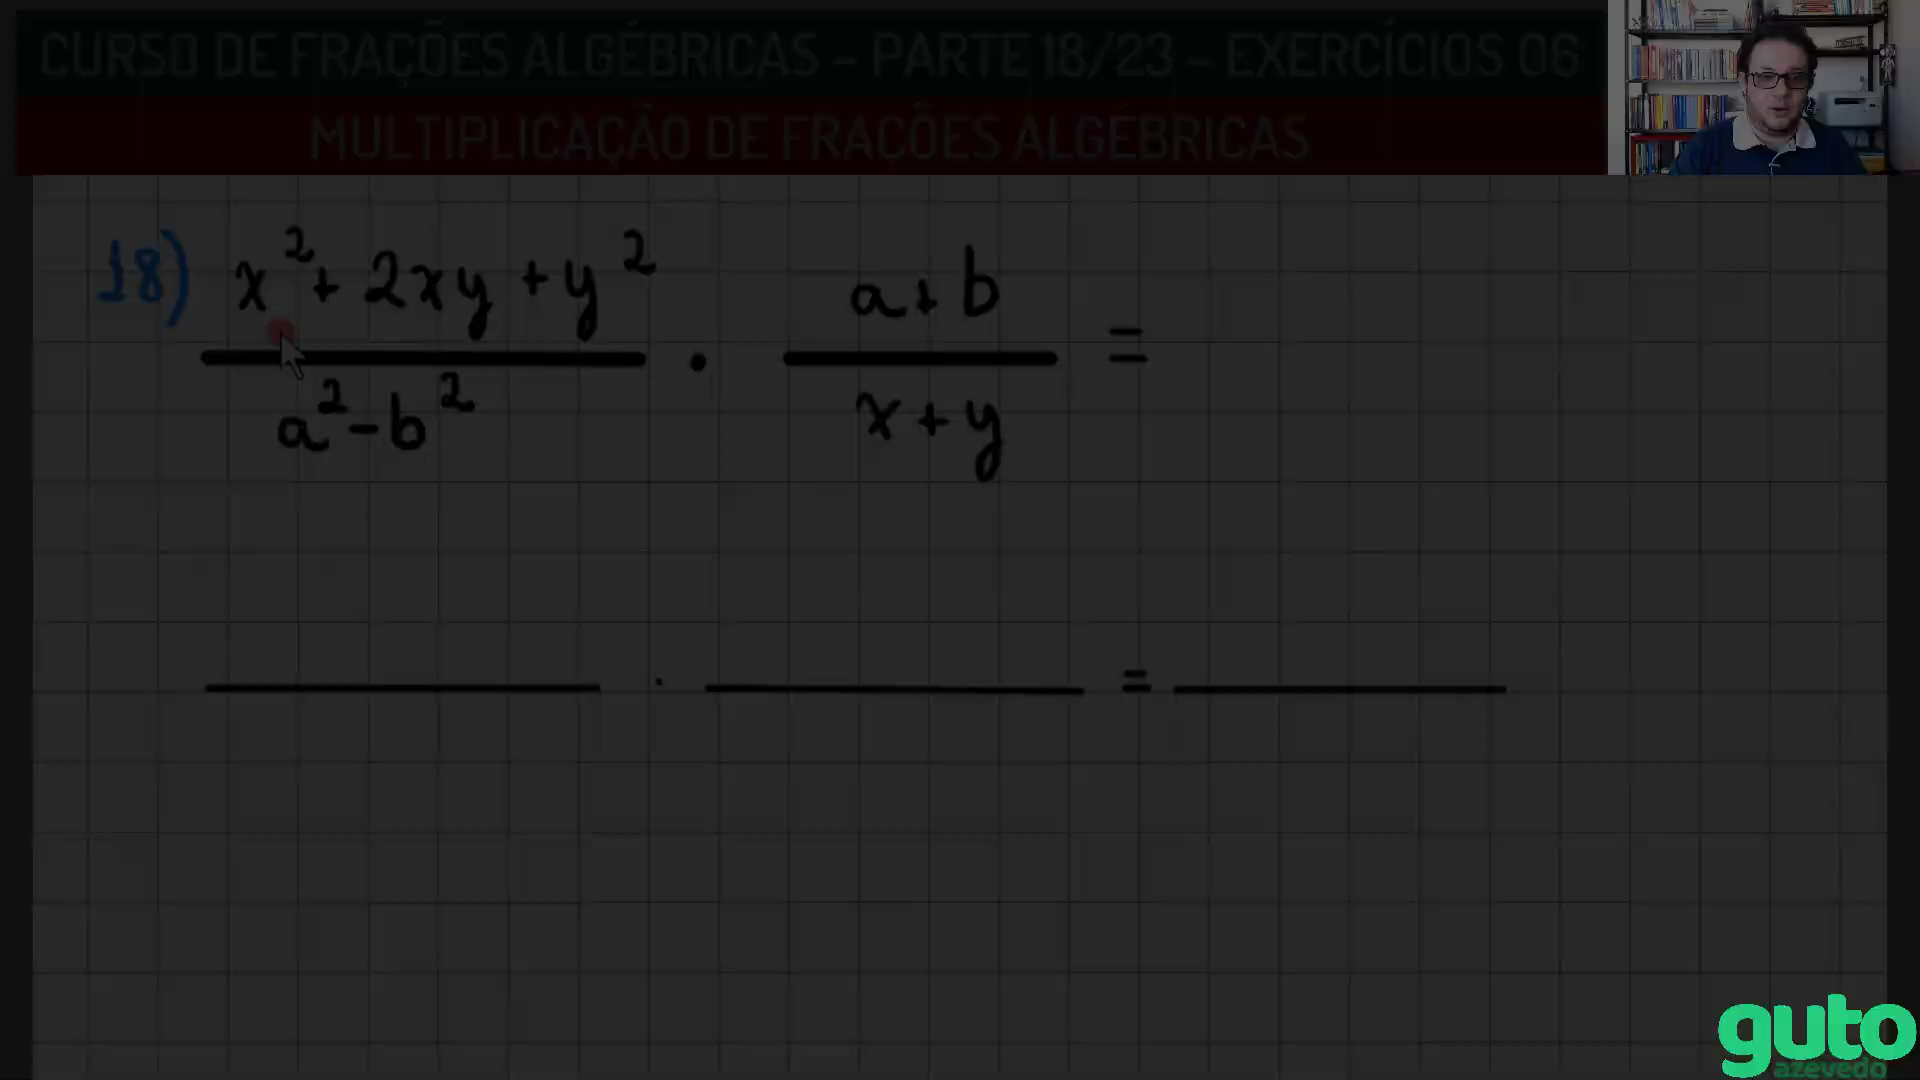 CURSO DE FRAÇÕES ALGÉBRICAS - PARTE 18/23 - EXERCÍCIOS 06
MULTIPLICAÇÃO DE FRAÇÕES ALGÉBRICAS
18) x² + 2xy + y² / a² - b² · a + b / x + y =
· =
guto
azevedo